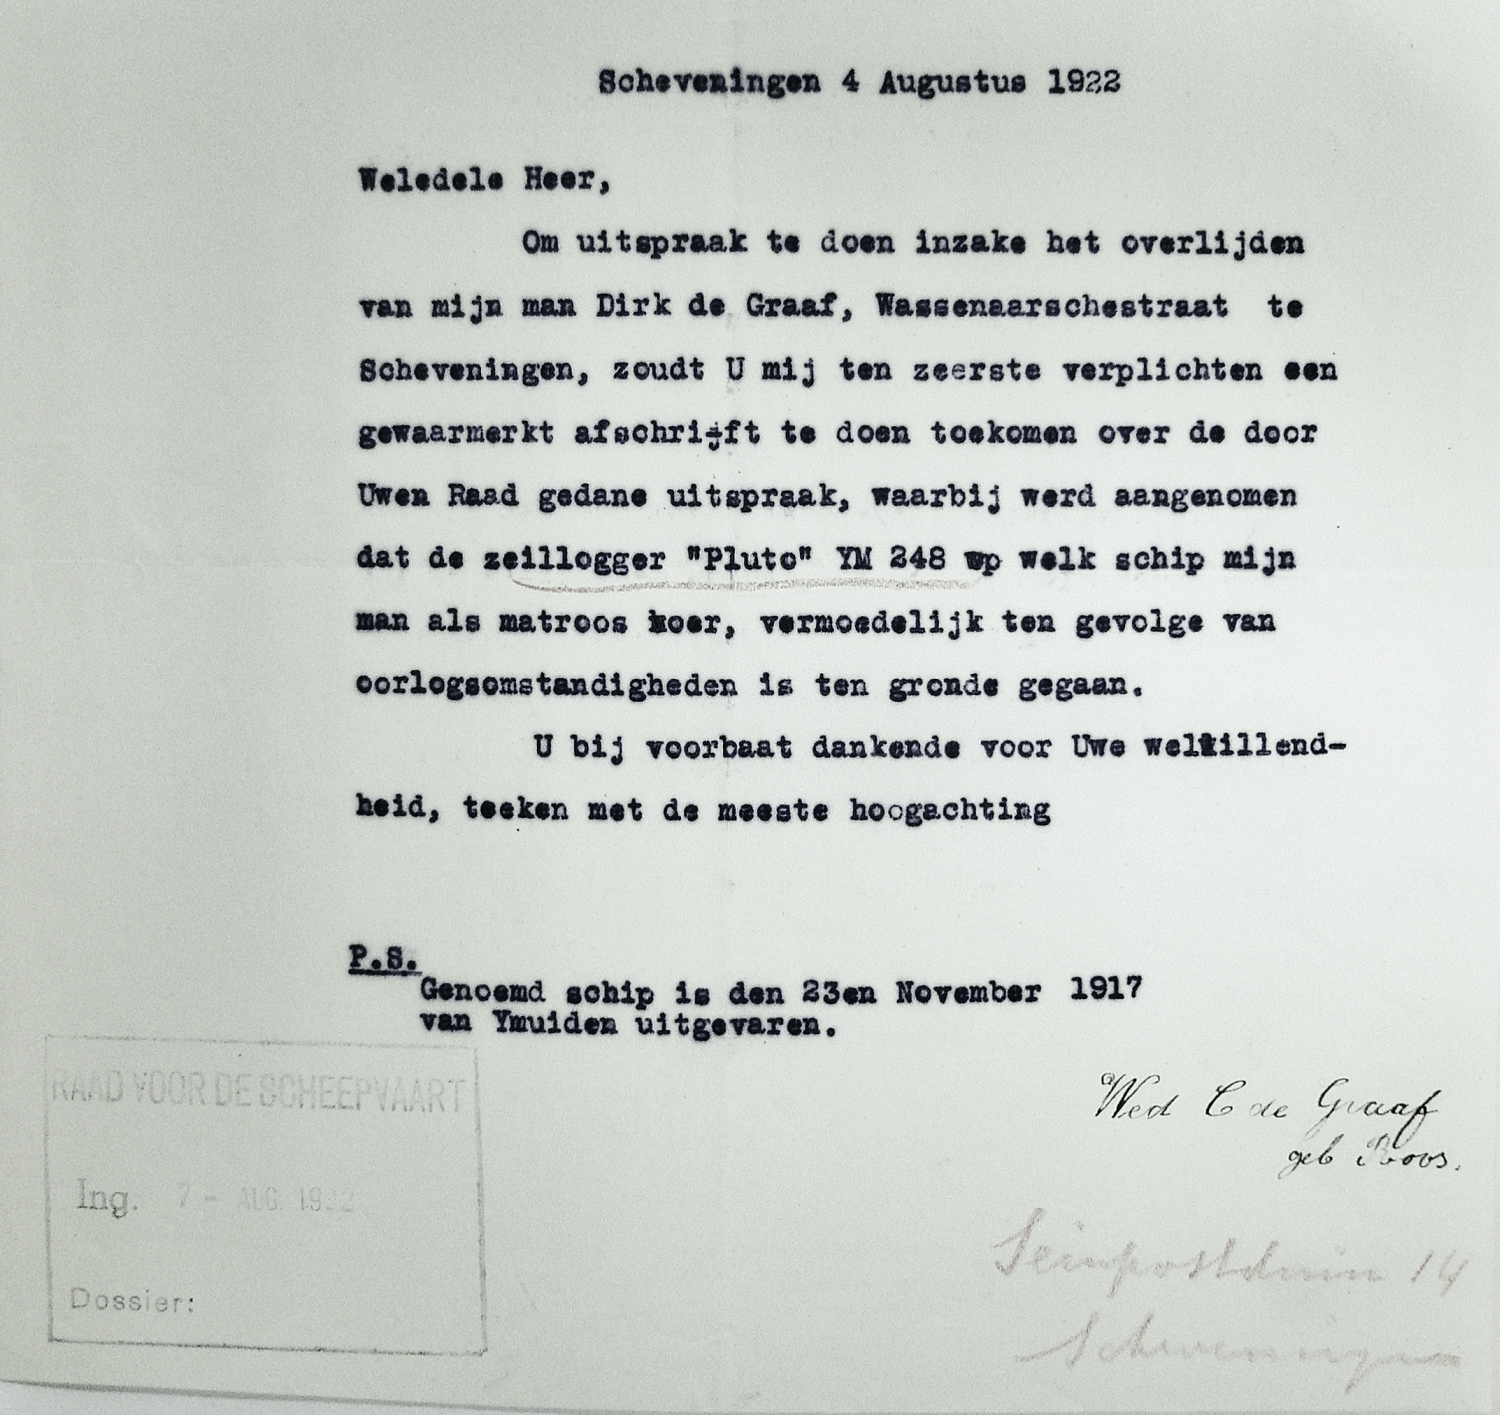 Scheveningen 4 Augustus 1922
Weledele Heer,
Om uitspraak te doen inzake het overlijden
van mijn man Dirk de Graaf, Wassenaarschestraat te
Scheveningen, zoudt U mij ten zeerste verplichten een
gewaarmerkt afschrift te doen toekomen over de door
Uwen Raad gedane uitspraak, waarbij werd aangenomen
dat de zeillogger "Pluto" YM 248 op welk schip mijn
man als matroos voer, vermoedelijk ten gevolge van
oorlogsomstandigheden is ten gronde gegaan.
U bij voorbaat dankende voor Uwe welwillend-
heid, teeken met de meeste hoogachting
P.S.
Genoemd schip is den 23en November 1917
van Ymuiden uitgevaren.
Wed C de Graaf
geb Roos.
RAAD VOOR DE SCHEEPVAART
Ing. 7 - AUG. 1922
Dossier:
Seinpostduin 14
Scheveningen